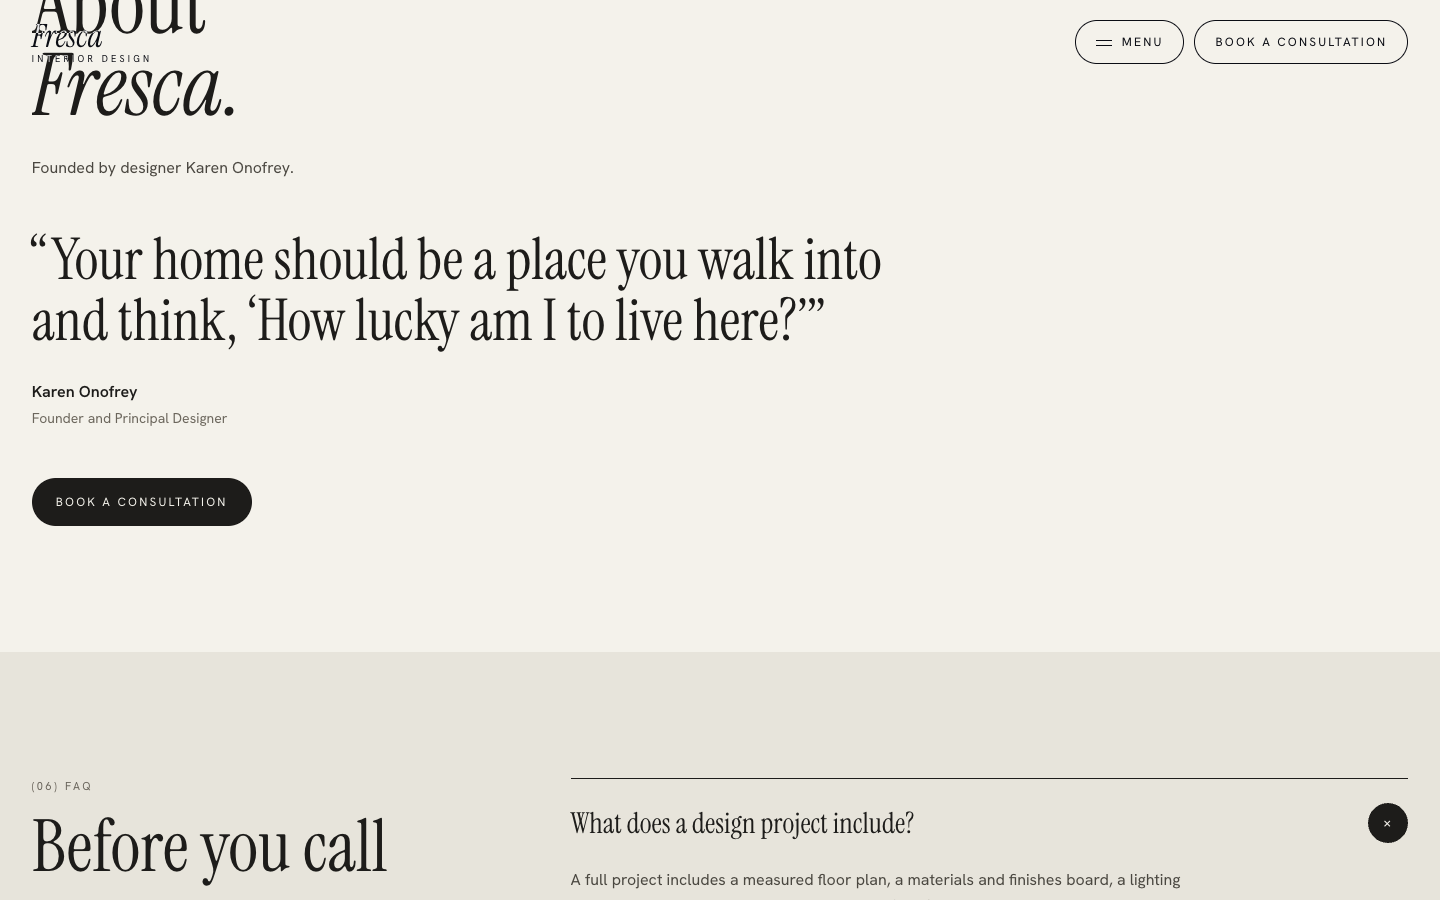 About
Fresca
INTERIOR DESIGN
MENU
BOOK A CONSULTATION
Fresca.
Founded by designer Karen Onofrey.
“Your home should be a place you walk into
and think, ‘How lucky am I to live here?’”
Karen Onofrey
Founder and Principal Designer
BOOK A CONSULTATION
(06) FAQ
Before you call
What does a design project include?
A full project includes a measured floor plan, a materials and finishes board, a lighting